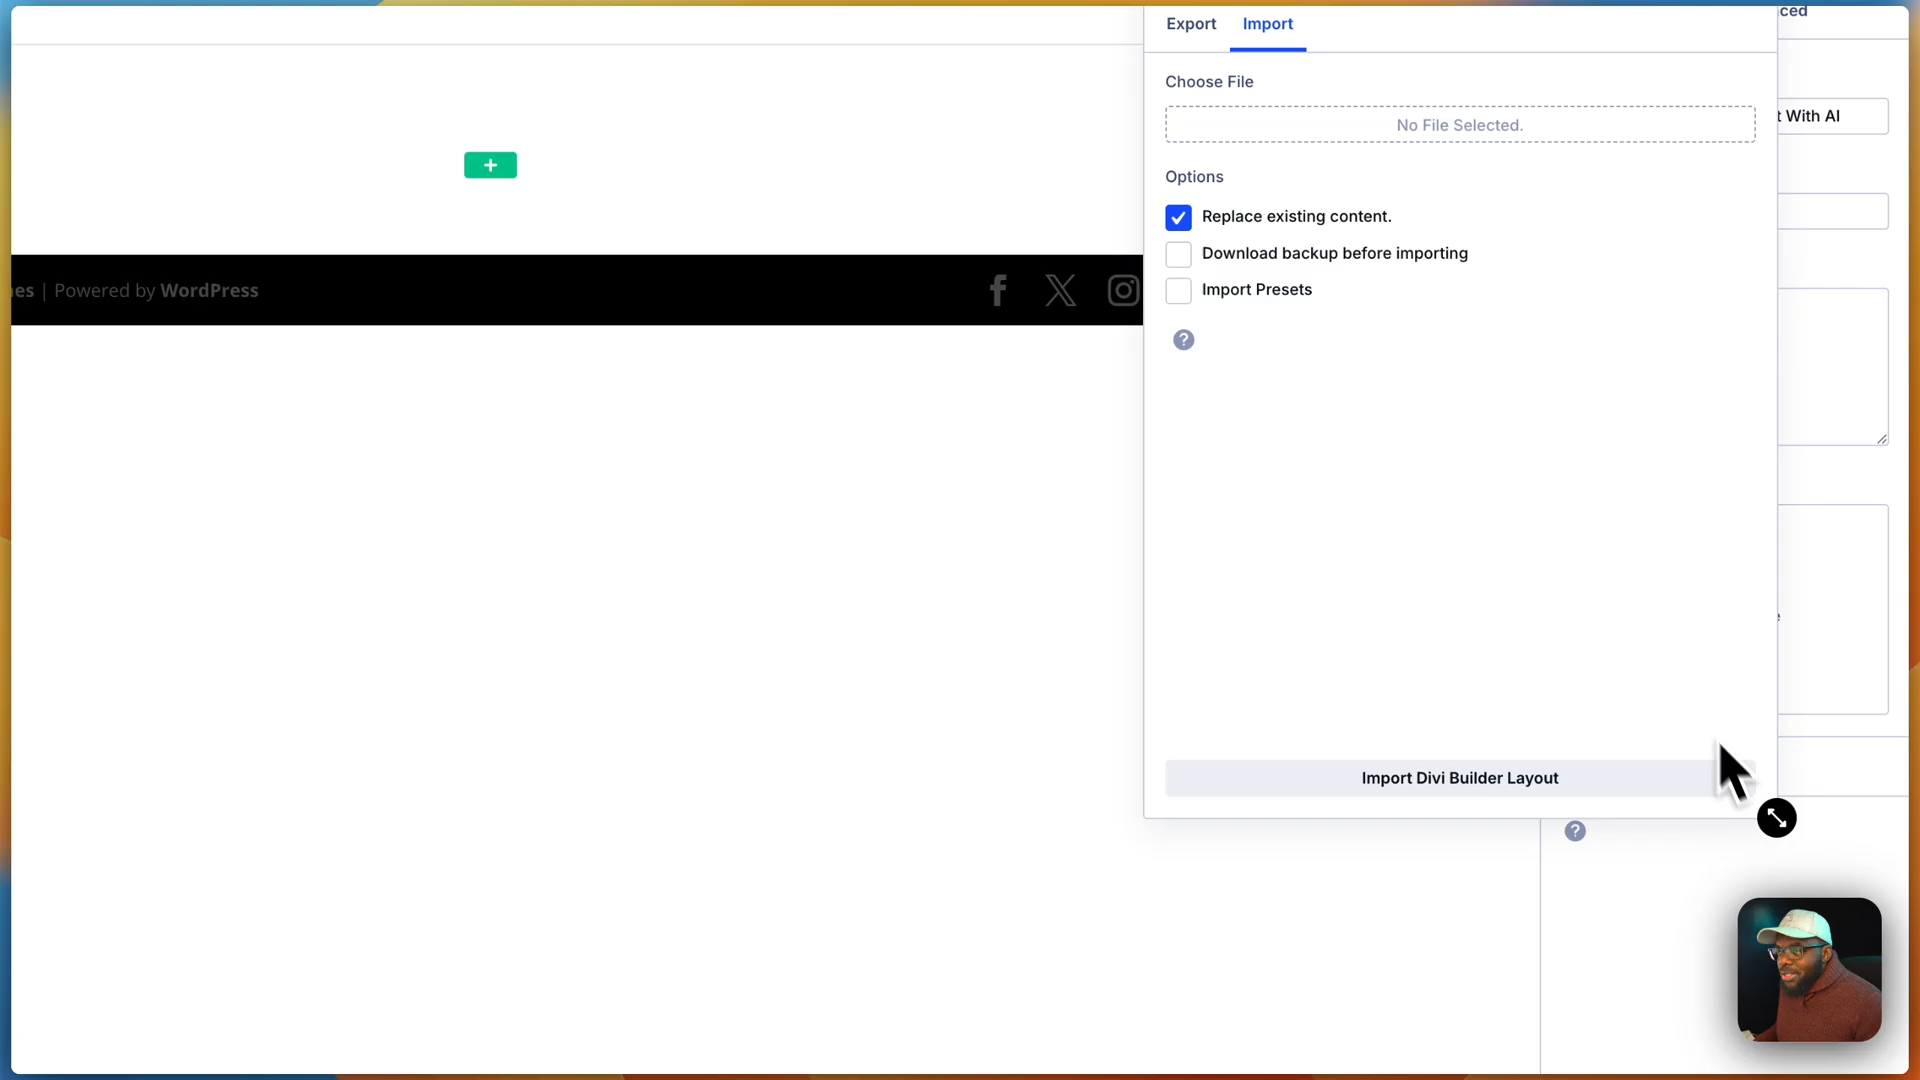 Export Import
ced
Choose File
No File Selected.
t With AI
Options
Replace existing content.
Download backup before importing
Import Presets
?
es | Powered by WordPress
e
Import Divi Builder Layout
?